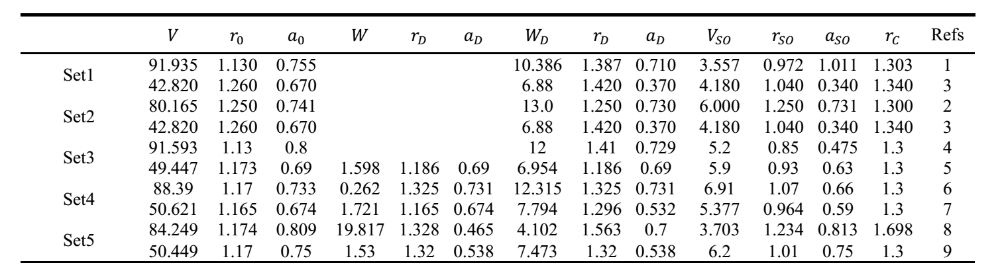 V r₀ a₀ W r_D a_D W_D r_D a_D V_SO r_SO a_SO r_C Refs
Set1
91.935 1.130 0.755 10.386 1.387 0.710 3.557 0.972 1.011 1.303 1
42.820 1.260 0.670 6.88 1.420 0.370 4.180 1.040 0.340 1.340 3
Set2
80.165 1.250 0.741 13.0 1.250 0.730 6.000 1.250 0.731 1.300 2
42.820 1.260 0.670 6.88 1.420 0.370 4.180 1.040 0.340 1.340 3
Set3
91.593 1.13 0.8 12 1.41 0.729 5.2 0.85 0.475 1.3 4
49.447 1.173 0.69 1.598 1.186 0.69 6.954 1.186 0.69 5.9 0.93 0.63 1.3 5
Set4
88.39 1.17 0.733 0.262 1.325 0.731 12.315 1.325 0.731 6.91 1.07 0.66 1.3 6
50.621 1.165 0.674 1.721 1.165 0.674 7.794 1.296 0.532 5.377 0.964 0.59 1.3 7
Set5
84.249 1.174 0.809 19.817 1.328 0.465 4.102 1.563 0.7 3.703 1.234 0.813 1.698 8
50.449 1.17 0.75 1.53 1.32 0.538 7.473 1.32 0.538 6.2 1.01 0.75 1.3 9